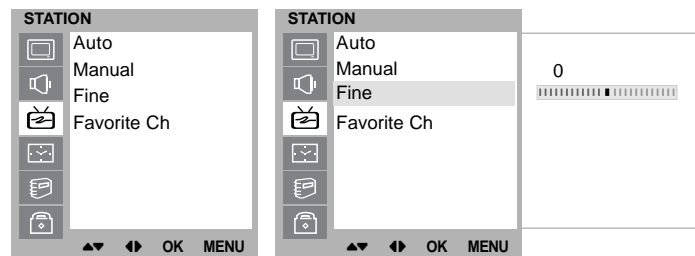 STATION
Auto
Manual
Fine
Favorite Ch
▲▼ ◀▶ OK MENU
STATION
Auto
Manual
Fine
Favorite Ch
▲▼ ◀▶ OK MENU
0